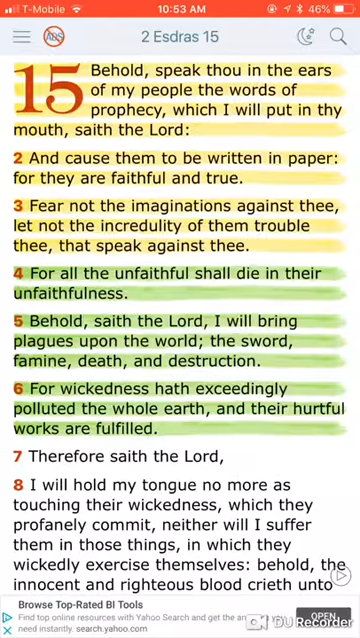 T-Mobile 10:53 AM 46%
ADS 2 Esdras 15
15 Behold, speak thou in the ears
of my people the words of
prophecy, which I will put in thy
mouth, saith the Lord:
2 And cause them to be written in paper:
for they are faithful and true.
3 Fear not the imaginations against thee,
let not the incredulity of them trouble
thee, that speak against thee.
4 For all the unfaithful shall die in their
unfaithfulness.
5 Behold, saith the Lord, I will bring
plagues upon the world; the sword,
famine, death, and destruction.
6 For wickedness hath exceedingly
polluted the whole earth, and their hurtful
works are fulfilled.
7 Therefore saith the Lord,
8 I will hold my tongue no more as
touching their wickedness, which they
profanely commit, neither will I suffer
them in those things, in which they
wickedly exercise themselves: behold, the
innocent and righteous blood crieth unto
Browse Top-Rated BI Tools
Find top online resources with Yahoo Search and get the
need instantly. search.yahoo.com
OPEN
DU Recorder